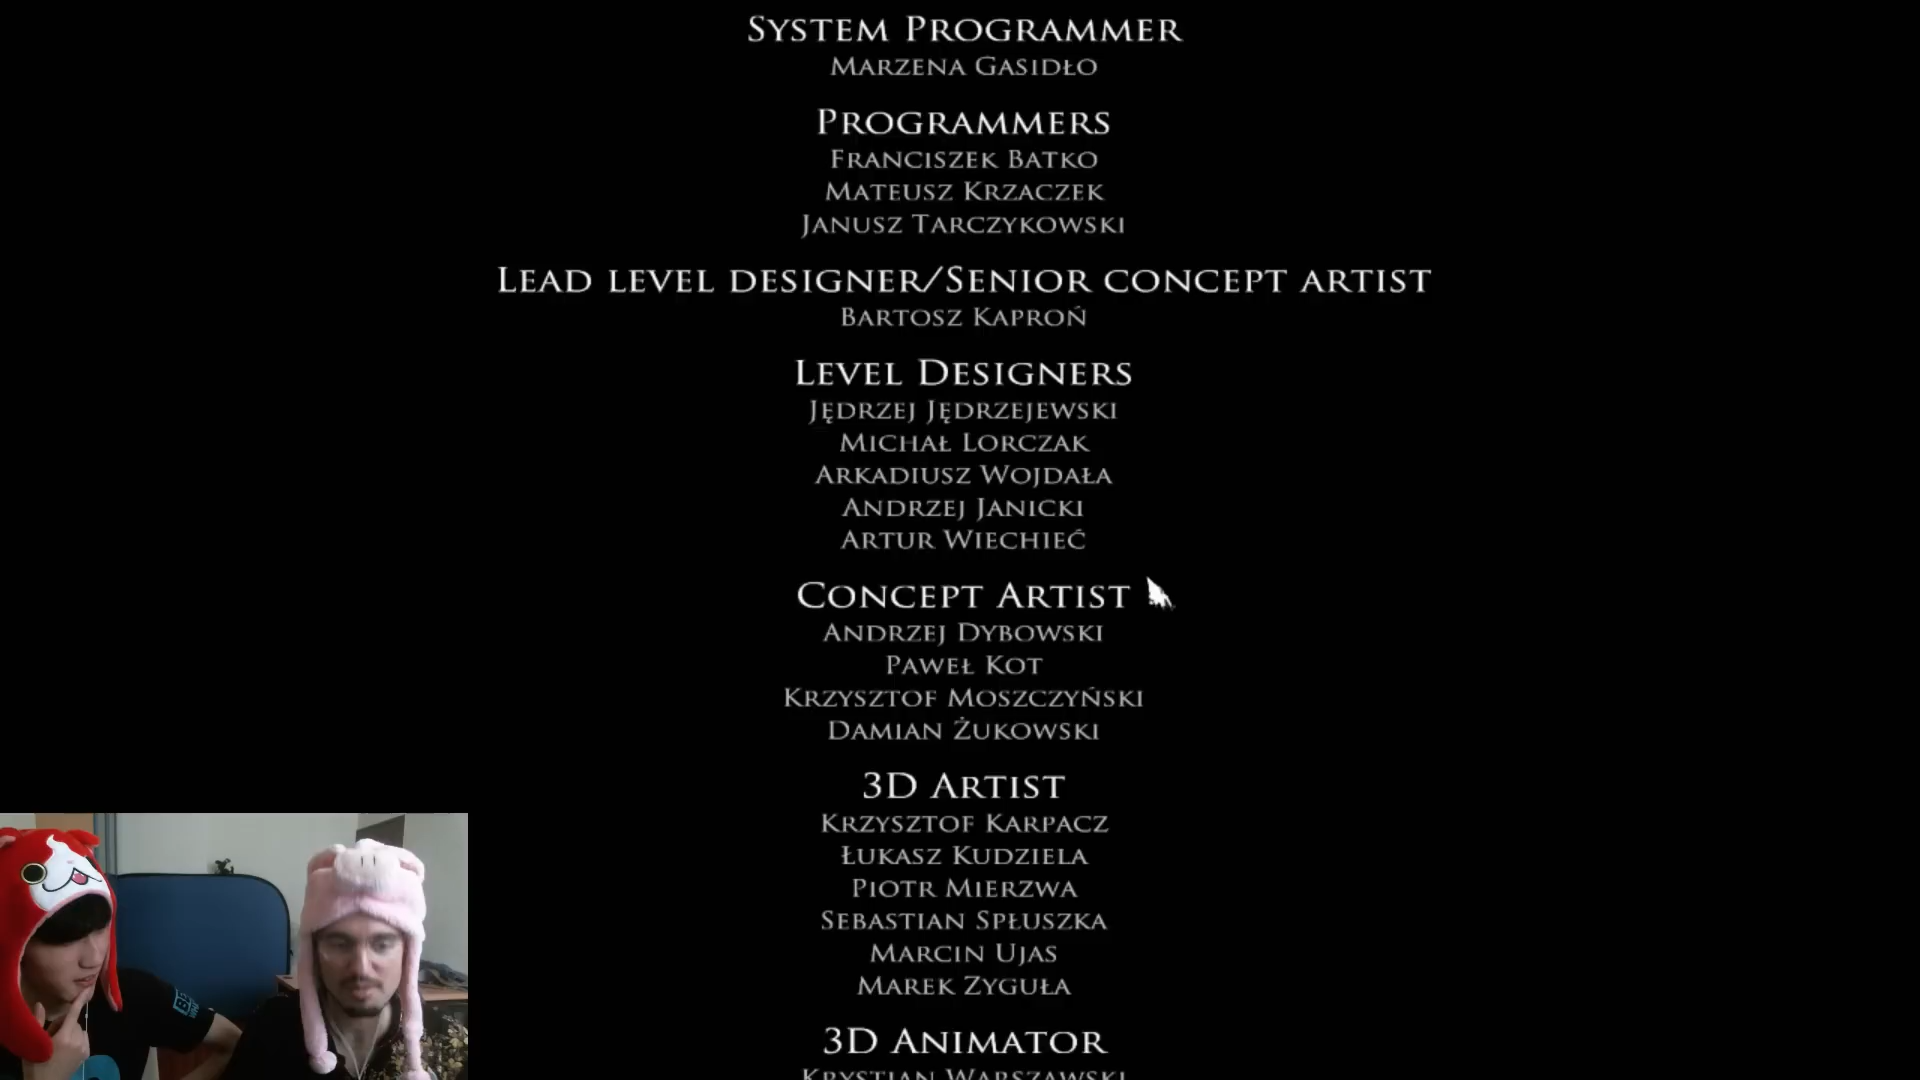 System Programmer
Marzena Gasidło
Programmers
Franciszek Batko
Mateusz Krzaczek
Janusz Tarczykowski
Lead level designer/Senior concept artist
Bartosz Kaproń
Level Designers
Jędrzej Jędrzejewski
Michał Lorczak
Arkadiusz Wojdała
Andrzej Janicki
Artur Wiechieć
Concept Artist
Andrzej Dybowski
Paweł Kot
Krzysztof Moszczyński
Damian Żukowski
3D Artist
Krzysztof Karpacz
Łukasz Kudziela
Piotr Mierzwa
Sebastian Spłuszka
Marcin Ujas
Marek Zyguła
3D Animator
Krystian Warszawski